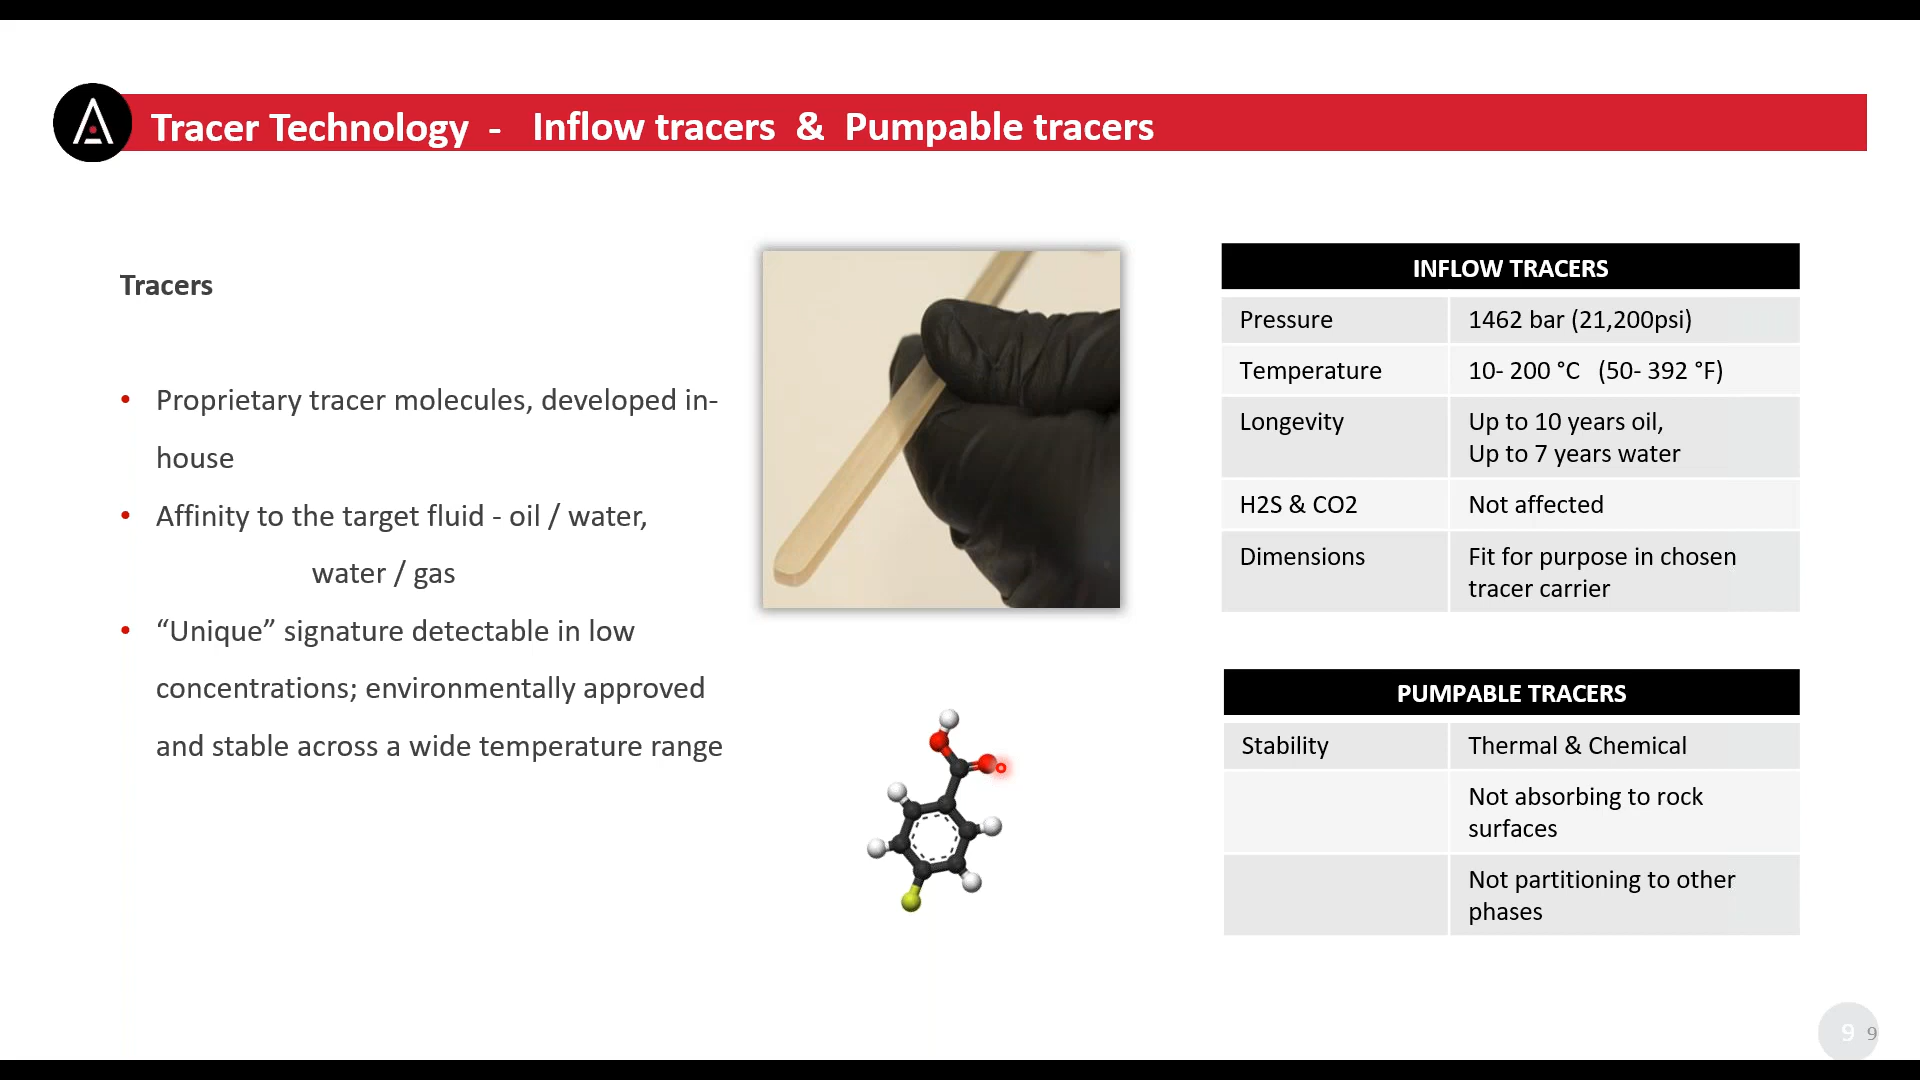 Tracer Technology - Inflow tracers & Pumpable tracers
Tracers
• Proprietary tracer molecules, developed in-
house
• Affinity to the target fluid - oil / water,
water / gas
• “Unique” signature detectable in low
concentrations; environmentally approved
and stable across a wide temperature range
INFLOW TRACERS
Pressure 1462 bar (21,200psi)
Temperature 10- 200 °C (50- 392 °F)
Longevity Up to 10 years oil,
Up to 7 years water
H2S & CO2 Not affected
Dimensions Fit for purpose in chosen
tracer carrier
PUMPABLE TRACERS
Stability Thermal & Chemical
Not absorbing to rock
surfaces
Not partitioning to other
phases
9 9